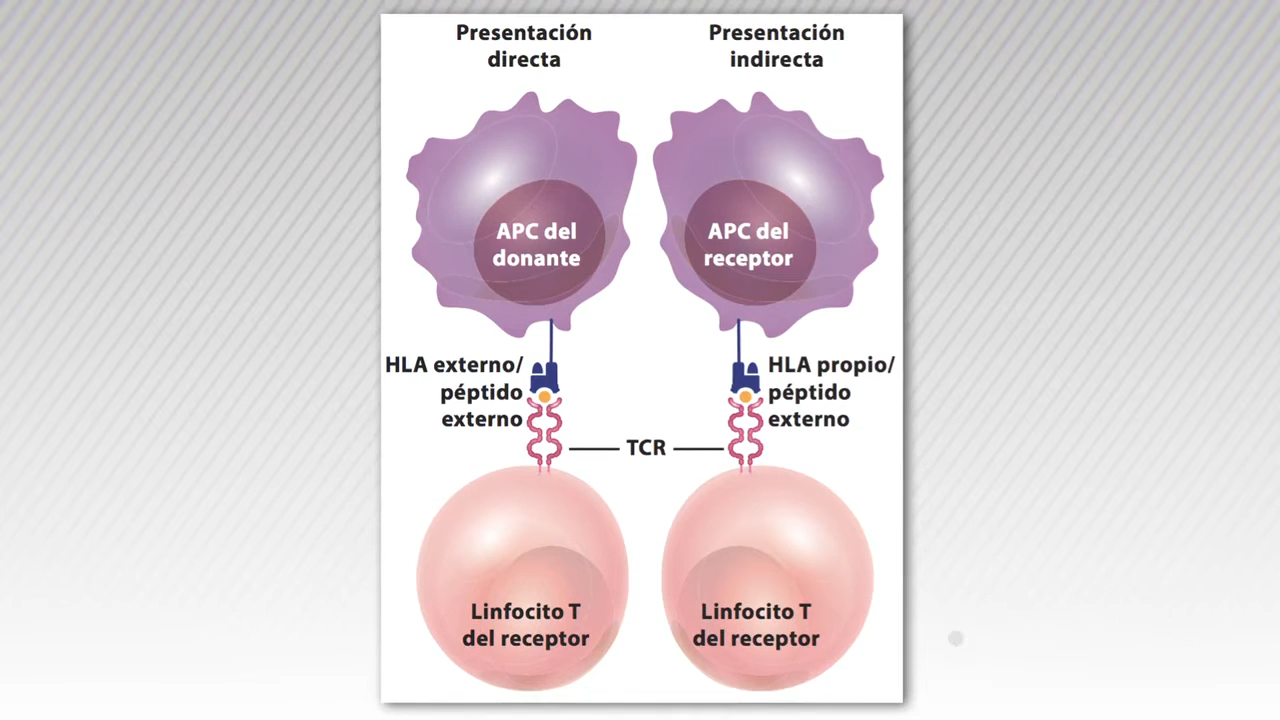 Presentación
directa
Presentación
indirecta
APC del
donante
APC del
receptor
HLA externo/
péptido
externo
HLA propio/
péptido
externo
TCR
Linfocito T
del receptor
Linfocito T
del receptor